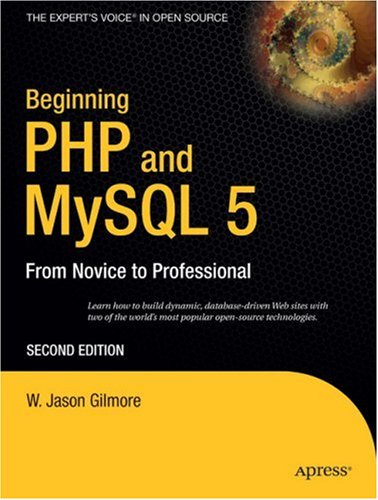 THE EXPERT'S VOICE® IN OPEN SOURCE
Beginning
PHP and
MySQL 5
From Novice to Professional
Learn how to build dynamic, database-driven Web sites with
two of the world's most popular open-source technologies.
SECOND EDITION
W. Jason Gilmore
Apress®